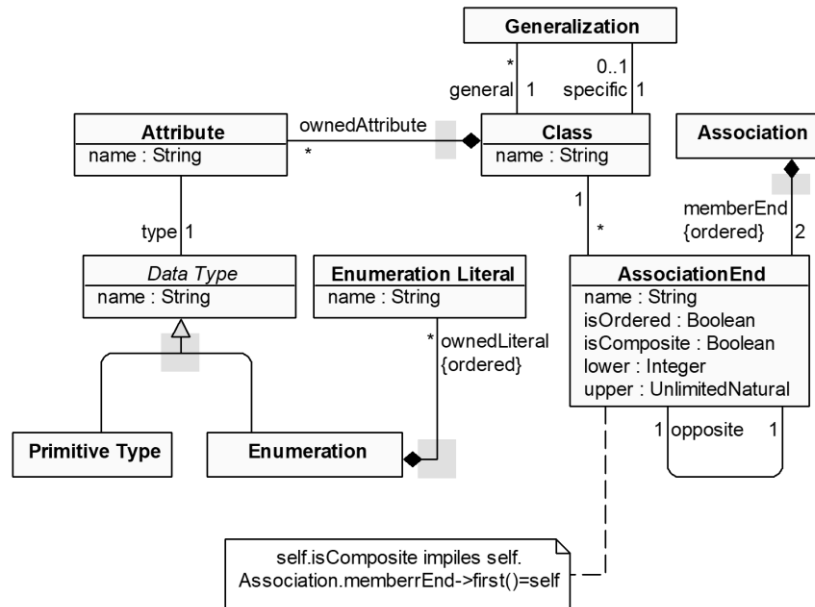 Generalization
* 0..1
general 1 specific 1
Attribute
name : String
ownedAttribute
*
Class
name : String
Association
type 1
1
*
memberEnd
{ordered} 2
Data Type
name : String
Enumeration Literal
name : String
AssociationEnd
name : String
isOrdered : Boolean
isComposite : Boolean
lower : Integer
upper : UnlimitedNatural
* ownedLiteral
{ordered}
Primitive Type
Enumeration
1 opposite 1
self.isComposite impiles self.
Association.memberrEnd->first()=self